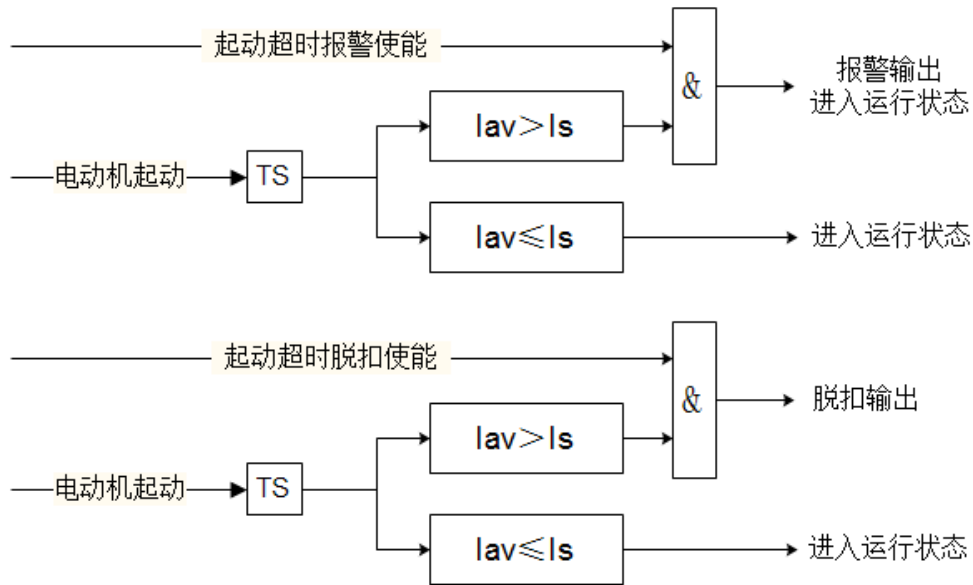 起动超时报警使能
&
报警输出
进入运行状态
Iav＞Is
电动机起动
TS
Iav≤Is
进入运行状态
起动超时脱扣使能
&
脱扣输出
Iav＞Is
电动机起动
TS
Iav≤Is
进入运行状态